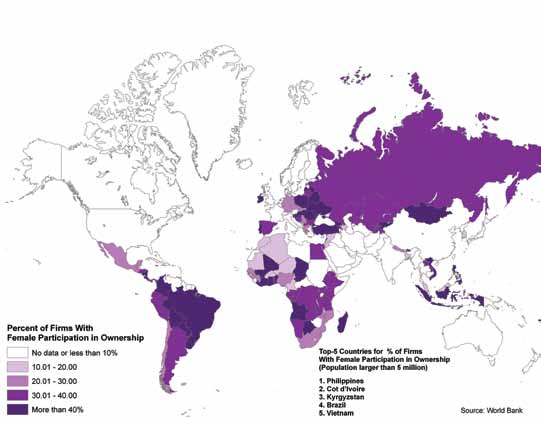 Percent of Firms With
Female Participation in Ownership
No data or less than 10%
10.01 - 20.00
20.01 - 30.00
30.01 - 40.00
More than 40%
Top-5 Countries for % of Firms
With Female Participation in Ownership
(Population larger than 5 million)
1. Philippines
2. Cot d'Ivoire
3. Kyrgyzstan
4. Brazil
5. Vietnam
Source: World Bank